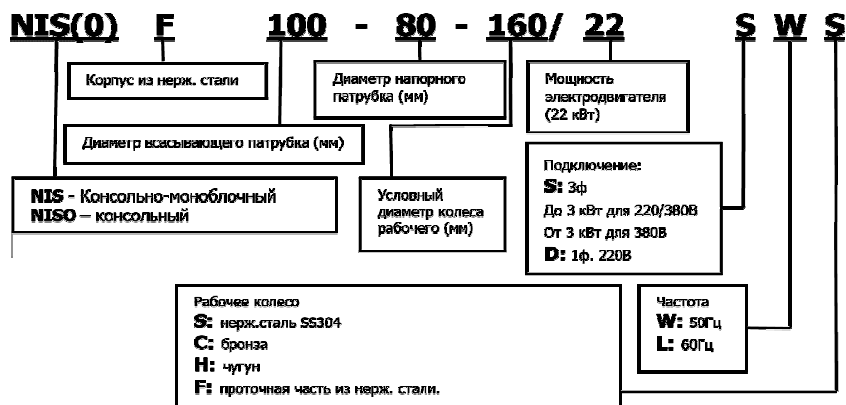 NIS(0) F 100 - 80 - 160/ 22 S W S
Корпус из нерж. стали
Диаметр напорного
патрубка (мм)
Мощность
электродвигателя
(22 кВт)
Диаметр всасывающего патрубка (мм)
NIS - Консольно-моноблочный
NISO – консольный
Условный
диаметр колеса
рабочего (мм)
Подключение:
S: 3ф
До 3 кВт для 220/380В
От 3 кВт для 380В
D: 1ф. 220В
Рабочее колесо
S: нерж.сталь SS304
C: бронза
H: чугун
F: проточная часть из нерж. стали.
Частота
W: 50Гц
L: 60Гц